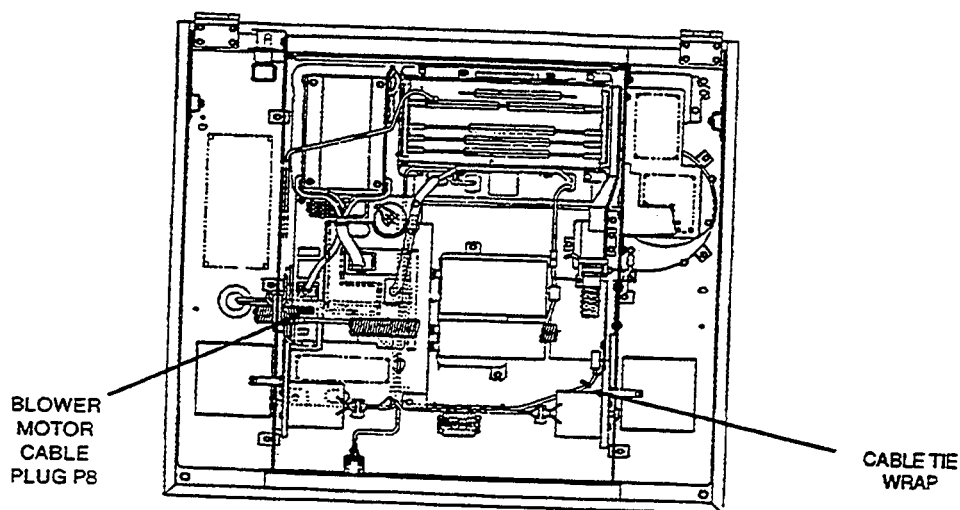 BLOWER
MOTOR
CABLE
PLUG P8
CABLE TIE
WRAP